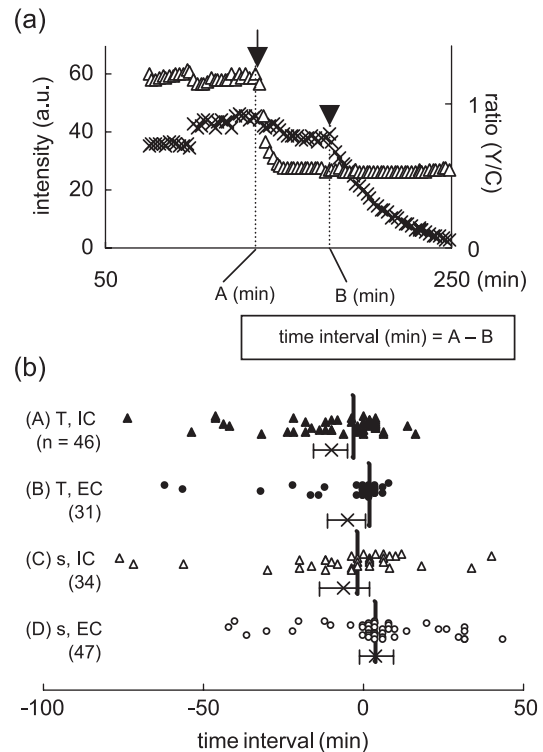 (a)
60
40
20
0
intensity (a.u.)
1
0
ratio (Y/C)
50
250 (min)
A (min)
B (min)
time interval (min) = A – B
(b)
(A) T, IC
(n = 46)
(B) T, EC
(31)
(C) s, IC
(34)
(D) s, EC
(47)
-100
-50
0
50
time interval (min)